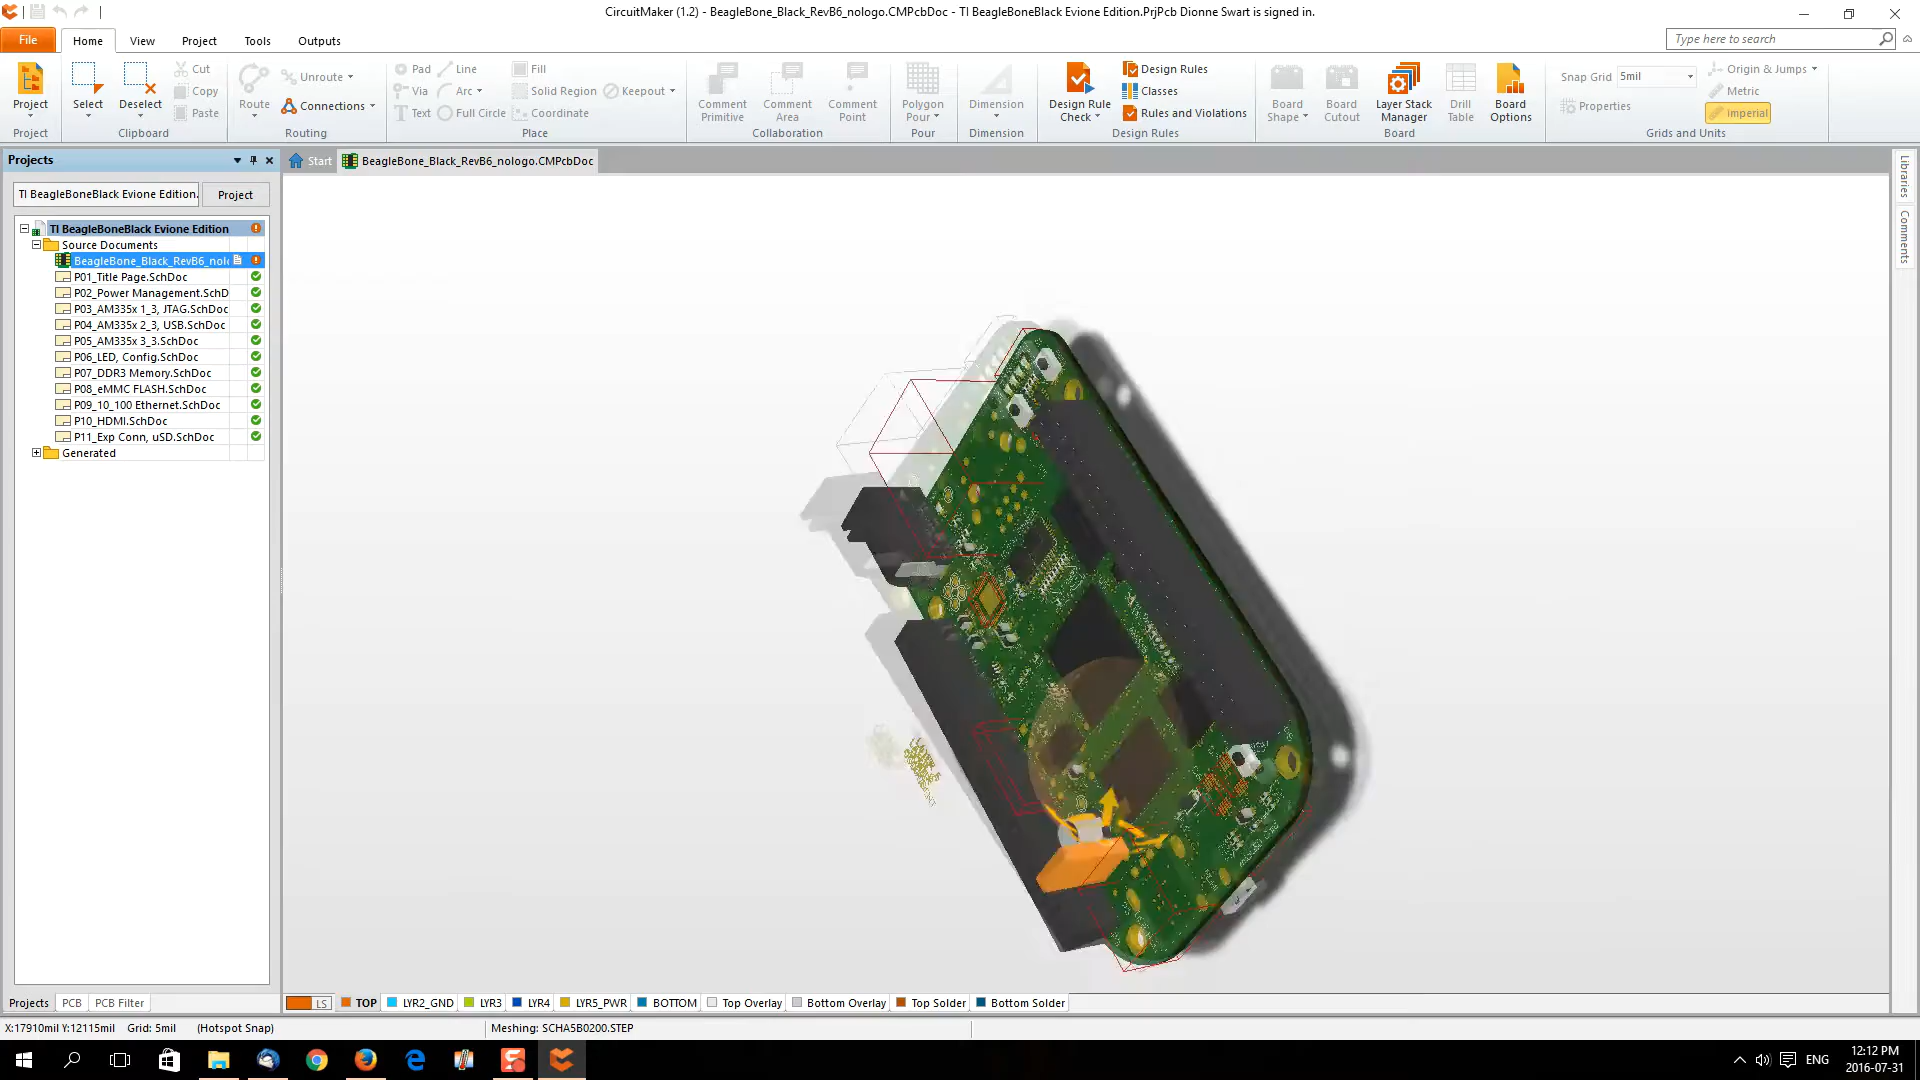 CircuitMaker (1.2) - BeagleBone_Black_RevB6_nologo.CMPcbDoc - TI BeagleBoneBlack Evione Edition.PrjPcb Dionne Swart is signed in.
File
Home
View
Project
Tools
Outputs
Type here to search
Project
Select
Deselect
Cut
Copy
Paste
Route
Unroute
Connections
Pad
Via
Text
Line
Arc
Full Circle
Fill
Solid Region
Coordinate
Keepout
Comment Primitive
Comment Area
Comment Point
Polygon Pour
Dimension
Design Rule Check
Design Rules
Classes
Rules and Violations
Board Shape
Board Cutout
Layer Stack Manager
Drill Table
Board Options
Snap Grid 5mil
Properties
Origin & Jumps
Metric
Imperial
Project
Clipboard
Routing
Place
Collaboration
Pour
Dimension
Design Rules
Board
Grids and Units
Projects
Start
BeagleBone_Black_RevB6_nologo.CMPcbDoc
Libraries
Comments
TI BeagleBoneBlack Evione Edition.
Project
TI BeagleBoneBlack Evione Edition
Source Documents
BeagleBone_Black_RevB6_nol
P01_Title Page.SchDoc
P02_Power Management.SchD
P03_AM335x 1_3, JTAG.SchDoc
P04_AM335x 2_3, USB.SchDoc
P05_AM335x 3_3.SchDoc
P06_LED, Config.SchDoc
P07_DDR3 Memory.SchDoc
P08_eMMC FLASH.SchDoc
P09_10_100 Ethernet.SchDoc
P10_HDMI.SchDoc
P11_Exp Conn, uSD.SchDoc
Generated
Projects
PCB
PCB Filter
LS
TOP
LYR2_GND
LYR3
LYR4
LYR5_PWR
BOTTOM
Top Overlay
Bottom Overlay
Top Solder
Bottom Solder
X:17910mil Y:12115mil Grid: 5mil (Hotspot Snap)
Meshing: SCHA5B0200.STEP
ENG
12:12 PM
2016-07-31